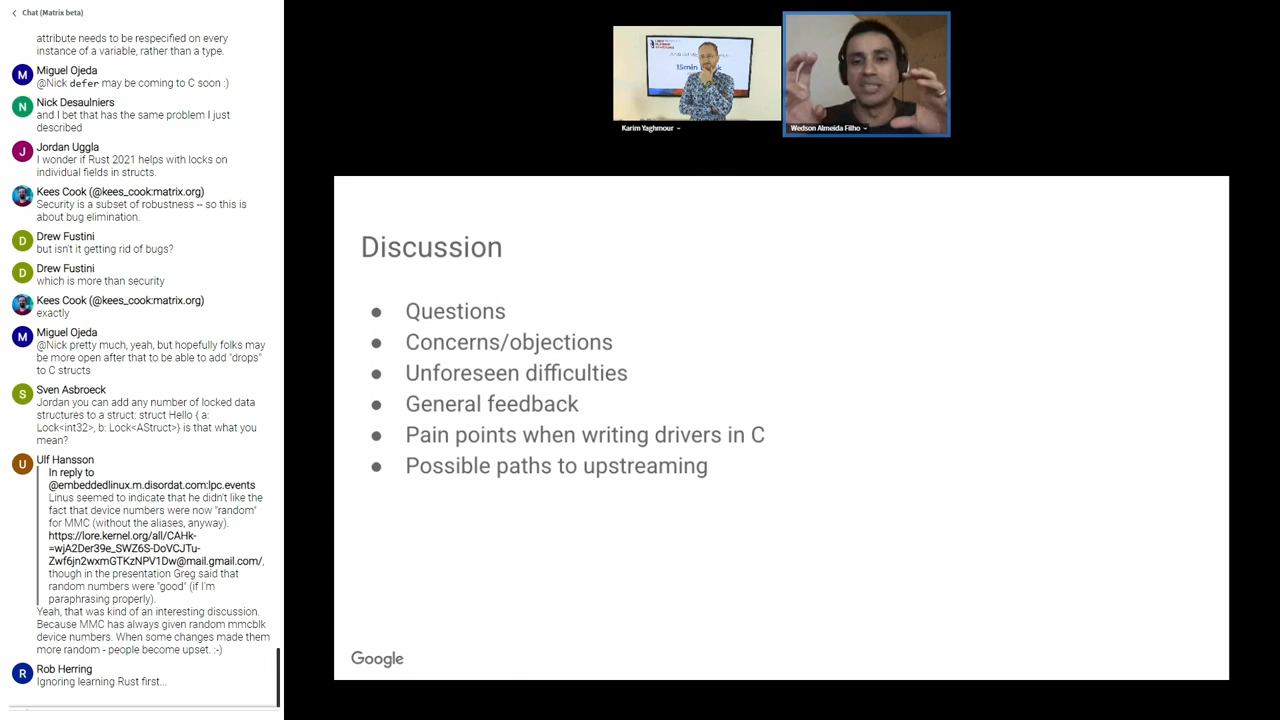 Chat (Matrix beta)
attribute needs to be respecified on every
instance of a variable, rather than a type.
M
Miguel Ojeda
@Nick defer may be coming to C soon :)
N
Nick Desaulniers
and I bet that has the same problem I just
described
J
Jordan Uggla
I wonder if Rust 2021 helps with locks on
individual fields in structs.
Kees Cook (@kees_cook:matrix.org)
Security is a subset of robustness -- so this is
about bug elimination.
D
Drew Fustini
but isn't it getting rid of bugs?
D
Drew Fustini
which is more than security
Kees Cook (@kees_cook:matrix.org)
exactly
M
Miguel Ojeda
@Nick pretty much, yeah, but hopefully folks may
be more open after that to be able to add "drops"
to C structs
S
Sven Asbroeck
Jordan you can add any number of locked data
structures to a struct: struct Hello { a:
Lock<int32>, b: Lock<AStruct>} is that what you
mean?
U
Ulf Hansson
In reply to
@embeddedlinux.m.disordat.com:lpc.events
Linus seemed to indicate that he didn't like the
fact that device numbers were now "random"
for MMC (without the aliases, anyway).
https://lore.kernel.org/all/CAHk-
=wjA2Der39e_SWZ6S-DoVCJTu-
Zwf6jn2wxmGTKzNPV1Dw@mail.gmail.com/,
though in the presentation Greg said that
random numbers were "good" (if I'm
paraphrasing properly).
Yeah, that was kind of an interesting discussion.
Because MMC has always given random mmcblk
device numbers. When some changes made them
more random - people become upset. :-)
R
Rob Herring
Ignoring learning Rust first...
15min
Karim Yaghmour
Wedson Almeida Filho
Discussion
● Questions
● Concerns/objections
● Unforeseen difficulties
● General feedback
● Pain points when writing drivers in C
● Possible paths to upstreaming
Google